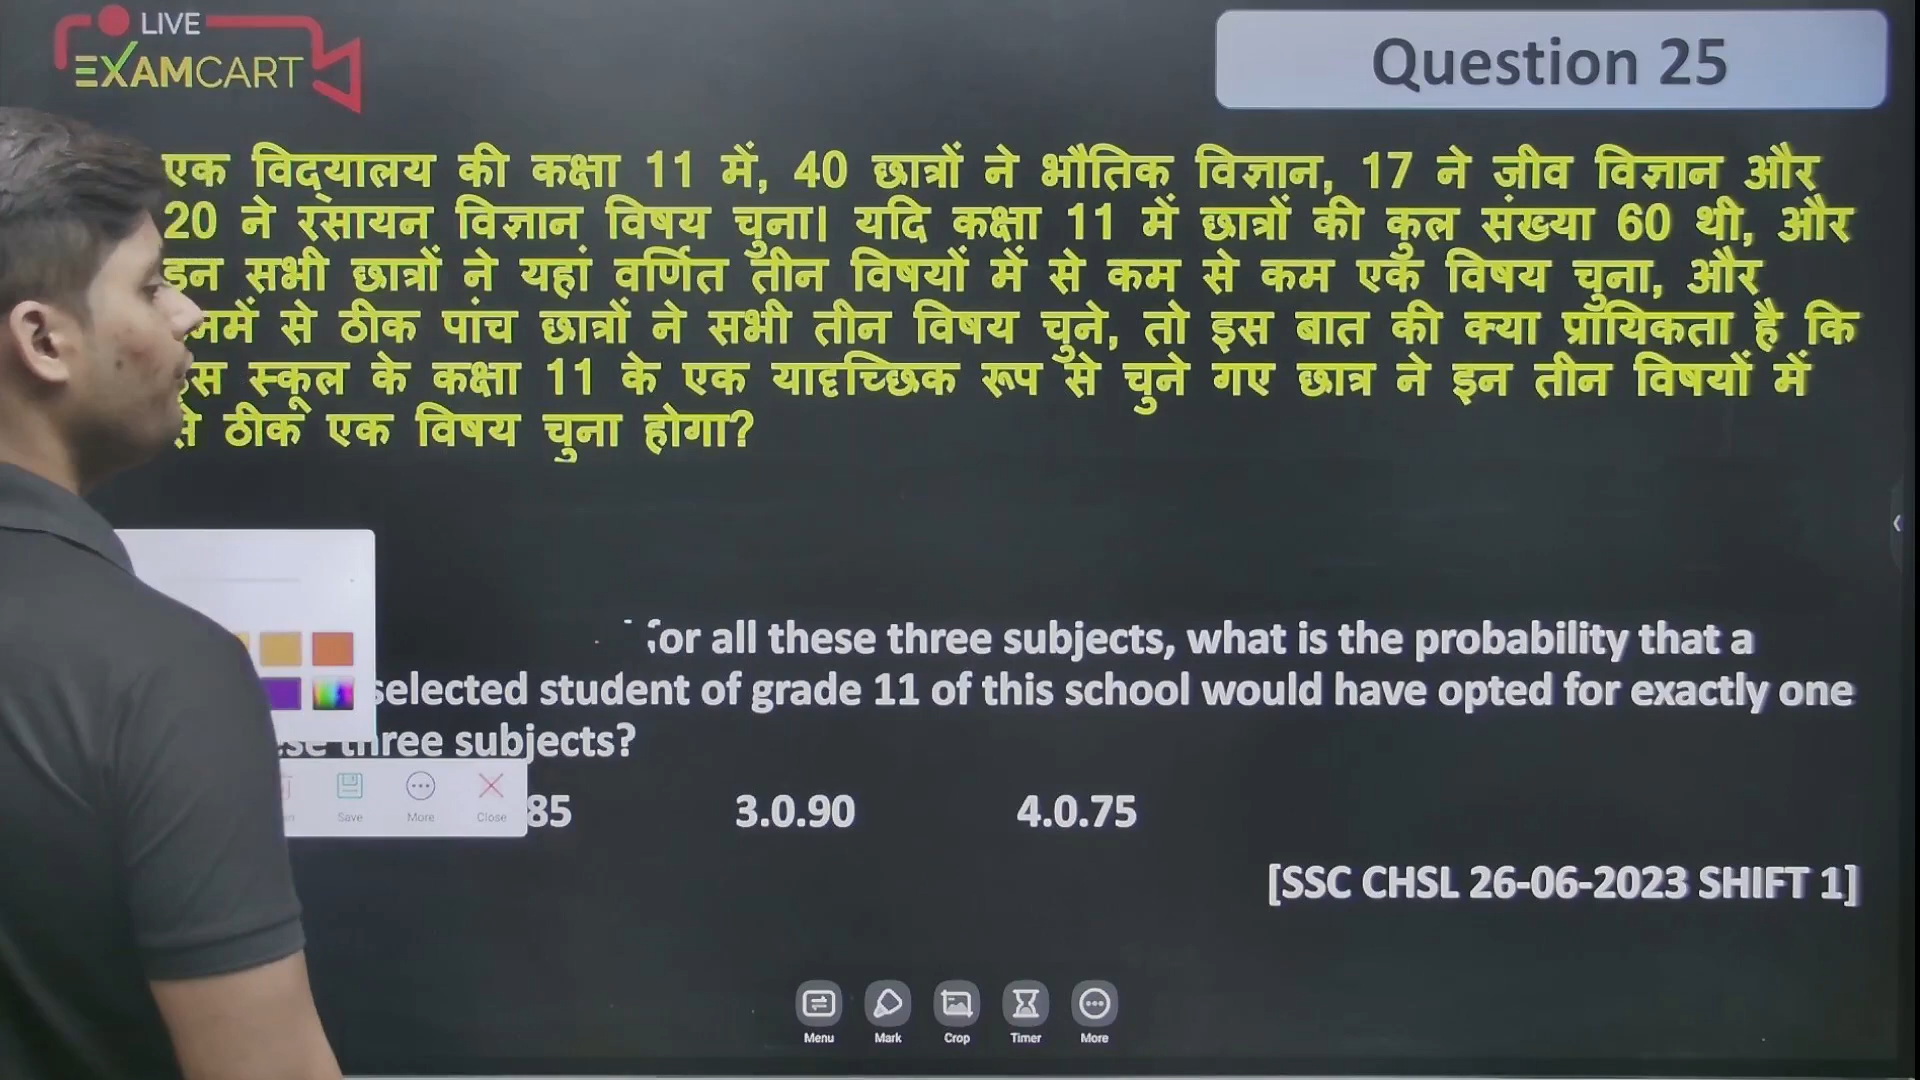 LIVE
EXAMCART
Question 25
एक विद्यालय की कक्षा 11 में, 40 छात्रों ने भौतिक विज्ञान, 17 ने जीव विज्ञान और
20 ने रसायन विज्ञान विषय चुना। यदि कक्षा 11 में छात्रों की कुल संख्या 60 थी, और
इन सभी छात्रों ने यहां वर्णित तीन विषयों में से कम से कम एक विषय चुना, और
से ठीक पांच छात्रों ने सभी तीन विषय चुने, तो इस बात की क्या प्रायिकता है कि
स्कूल के कक्षा 11 के एक यादृच्छिक रूप से चुने गए छात्र ने इन तीन विषयों में
से ठीक एक विषय चुना होगा?
for all these three subjects, what is the probability that a
selected student of grade 11 of this school would have opted for exactly one
three subjects?
85 3.0.90 4.0.75
Save More Close
[SSC CHSL 26-06-2023 SHIFT 1]
Menu Mark Crop Timer More